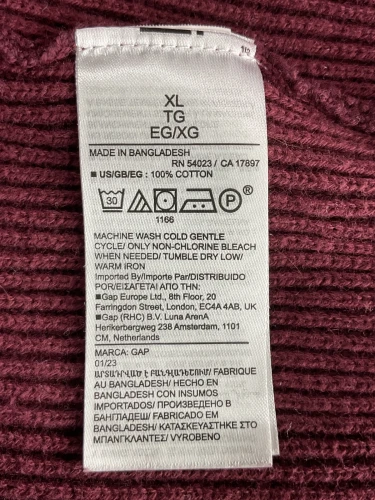 XL
TG
EG/XG
MADE IN BANGLADESH
RN 54023 / CA 17897
■ US/GB/EG : 100% COTTON
30
P
®
1166
MACHINE WASH COLD GENTLE
CYCLE/ ONLY NON-CHLORINE BLEACH
WHEN NEEDED/ TUMBLE DRY LOW/
WARM IRON
Imported By/Importe Par/DISTRIBUIDO
POR/ΕΙΣΑΓΕΤΑΙ ΑΠΟ ΤΗΝ:
■Gap Europe Ltd., 8th Floor, 20
Farringdon Street, London, EC4A 4AB, UK
■Gap (RHC) B.V. Luna ArenA
Herikerbergweg 238 Amsterdam, 1101
CM, Netherlands
MARCA: GAP
01/23
ԱՐՏԱԴՐՎԱԾ Է ԲԱՆԳԼԱԴԵՇՈՒՄ/ FABRIQUE
AU BANGLADESH/ HECHO EN
BANGLADESH CON INSUMOS
IMPORTADOS/ ПРОИЗВЕДЕНО В
БАНГЛАДЕШ/ FABRICADO EM
BANGLADESH/ ΚΑΤΑΣΚΕΥΑΣΤΗΚΕ ΣΤΟ
ΜΠΑΝΓΚΛΑΝΤΕΣ/ VYROBENO